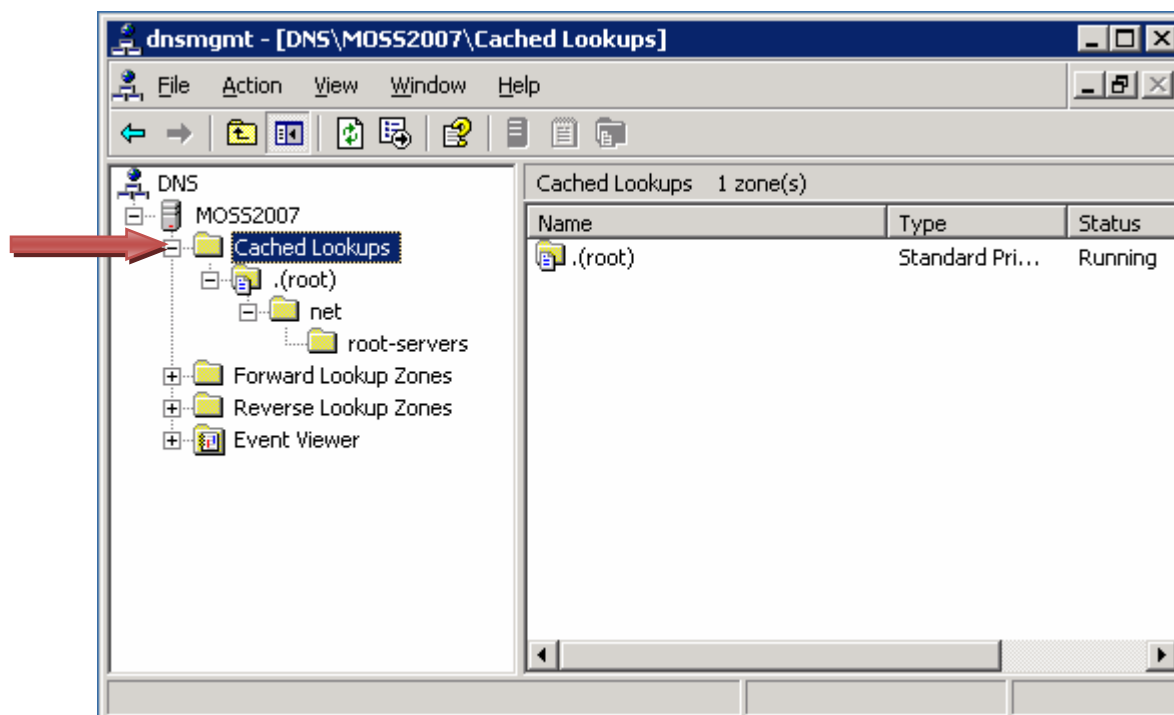 dnsmgmt - [DNS\MOSS2007\Cached Lookups]
File Action View Window Help
DNS
MOSS2007
Cached Lookups
.(root)
net
root-servers
Forward Lookup Zones
Reverse Lookup Zones
Event Viewer
Cached Lookups 1 zone(s)
Name Type Status
.(root) Standard Pri... Running